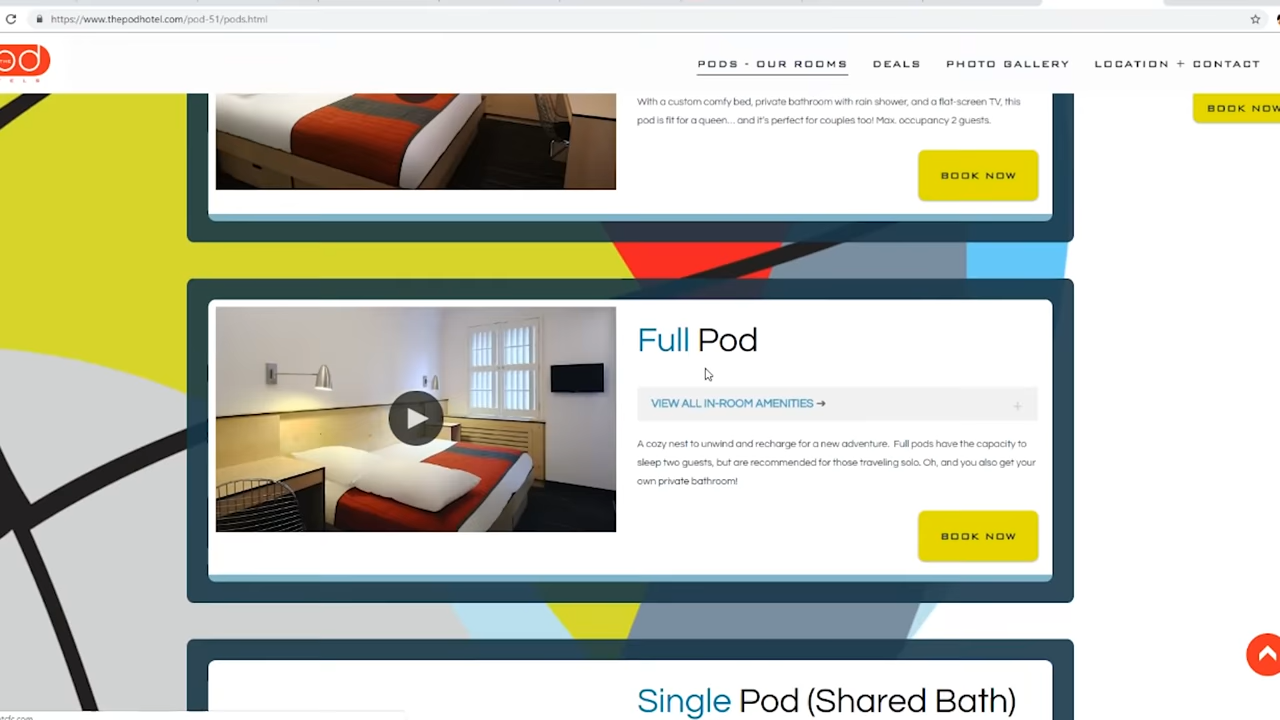 https://www.thepodhotel.com/pod-51/pods.html
THE
od
PODS - OUR ROOMS
DEALS
PHOTO GALLERY
LOCATION + CONTACT
BOOK NOW
With a custom comfy bed, private bathroom with rain shower, and a flat-screen TV, this
pod is fit for a queen... and it's perfect for couples too! Max. occupancy 2 guests.
BOOK NOW
Full Pod
VIEW ALL IN-ROOM AMENITIES →
+
A cozy nest to unwind and recharge for a new adventure. Full pods have the capacity to
sleep two guests, but are recommended for those traveling solo. Oh, and you also get your
own private bathroom!
BOOK NOW
Single Pod (Shared Bath)